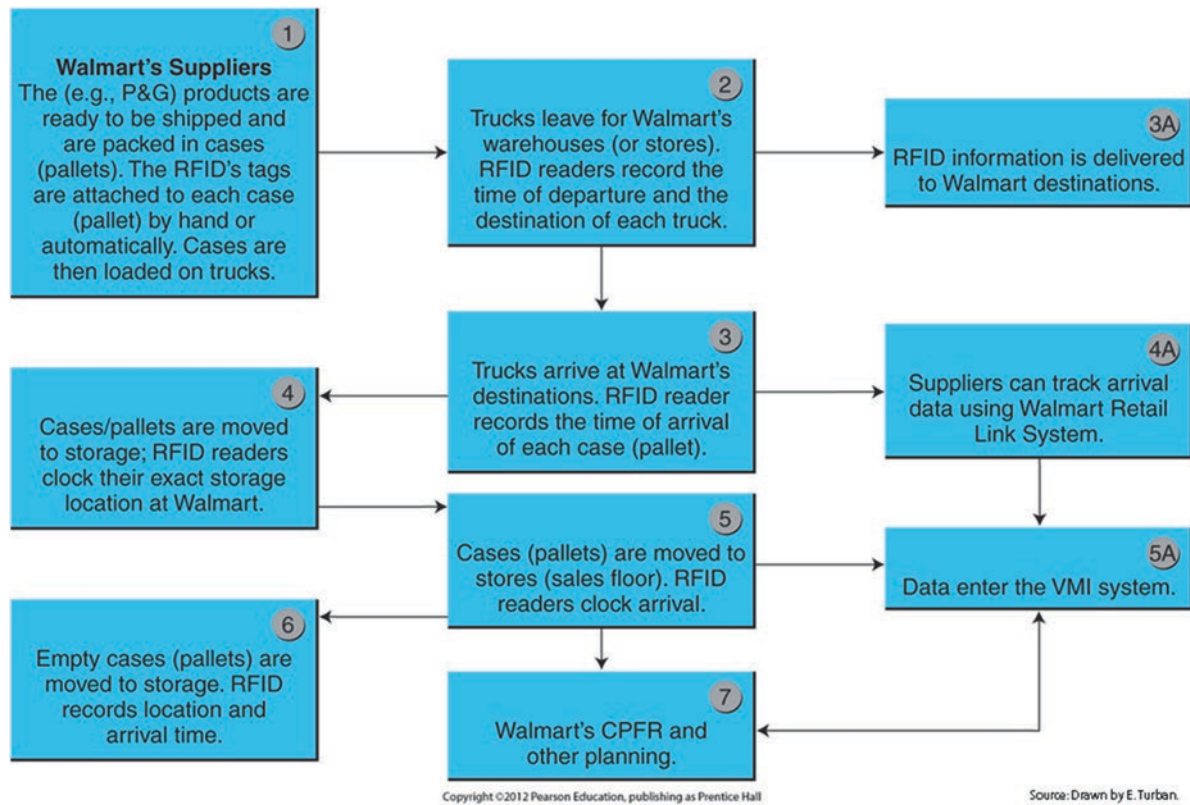 1
Walmart's Suppliers
The (e.g., P&G) products are
ready to be shipped and
are packed in cases
(pallets). The RFID's tags
are attached to each case
(pallet) by hand or
automatically. Cases are
then loaded on trucks.
2
Trucks leave for Walmart's
warehouses (or stores).
RFID readers record the
time of departure and the
destination of each truck.
3A
RFID information is delivered
to Walmart destinations.
3
Trucks arrive at Walmart's
destinations. RFID reader
records the time of arrival
of each case (pallet).
4
Cases/pallets are moved
to storage; RFID readers
clock their exact storage
location at Walmart.
4A
Suppliers can track arrival
data using Walmart Retail
Link System.
5
Cases (pallets) are moved to
stores (sales floor). RFID
readers clock arrival.
5A
Data enter the VMI system.
6
Empty cases (pallets) are
moved to storage. RFID
records location and
arrival time.
7
Walmart's CPFR and
other planning.
Copyright ©2012 Pearson Education, publishing as Prentice Hall
Source: Drawn by E. Turban.